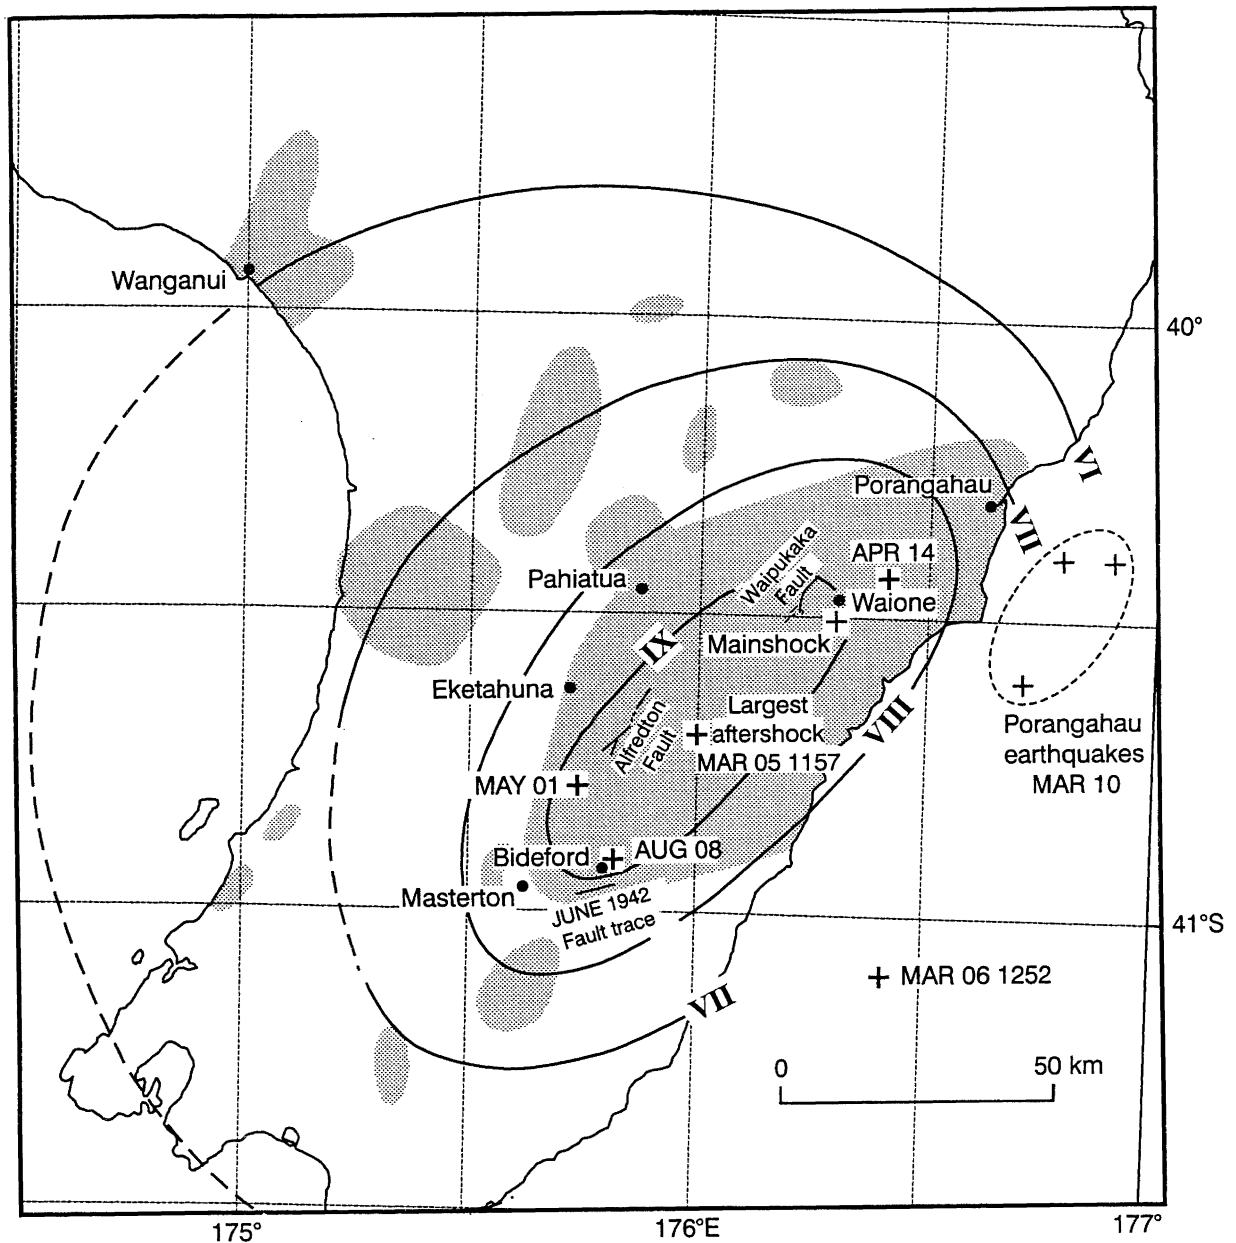 Wanganui
40°
VI
Porangahau
VII
Waipukaka
Fault
APR 14
Pahiatua
Waione
IX
Mainshock
Eketahuna
Largest
aftershock
MAR 05 1157
VIII
Alfredton
Fault
Porangahau
earthquakes
MAR 10
MAY 01
Bideford
AUG 08
Masterton
JUNE 1942
Fault trace
41°S
MAR 06 1252
VII
0
50 km
175°
176°E
177°